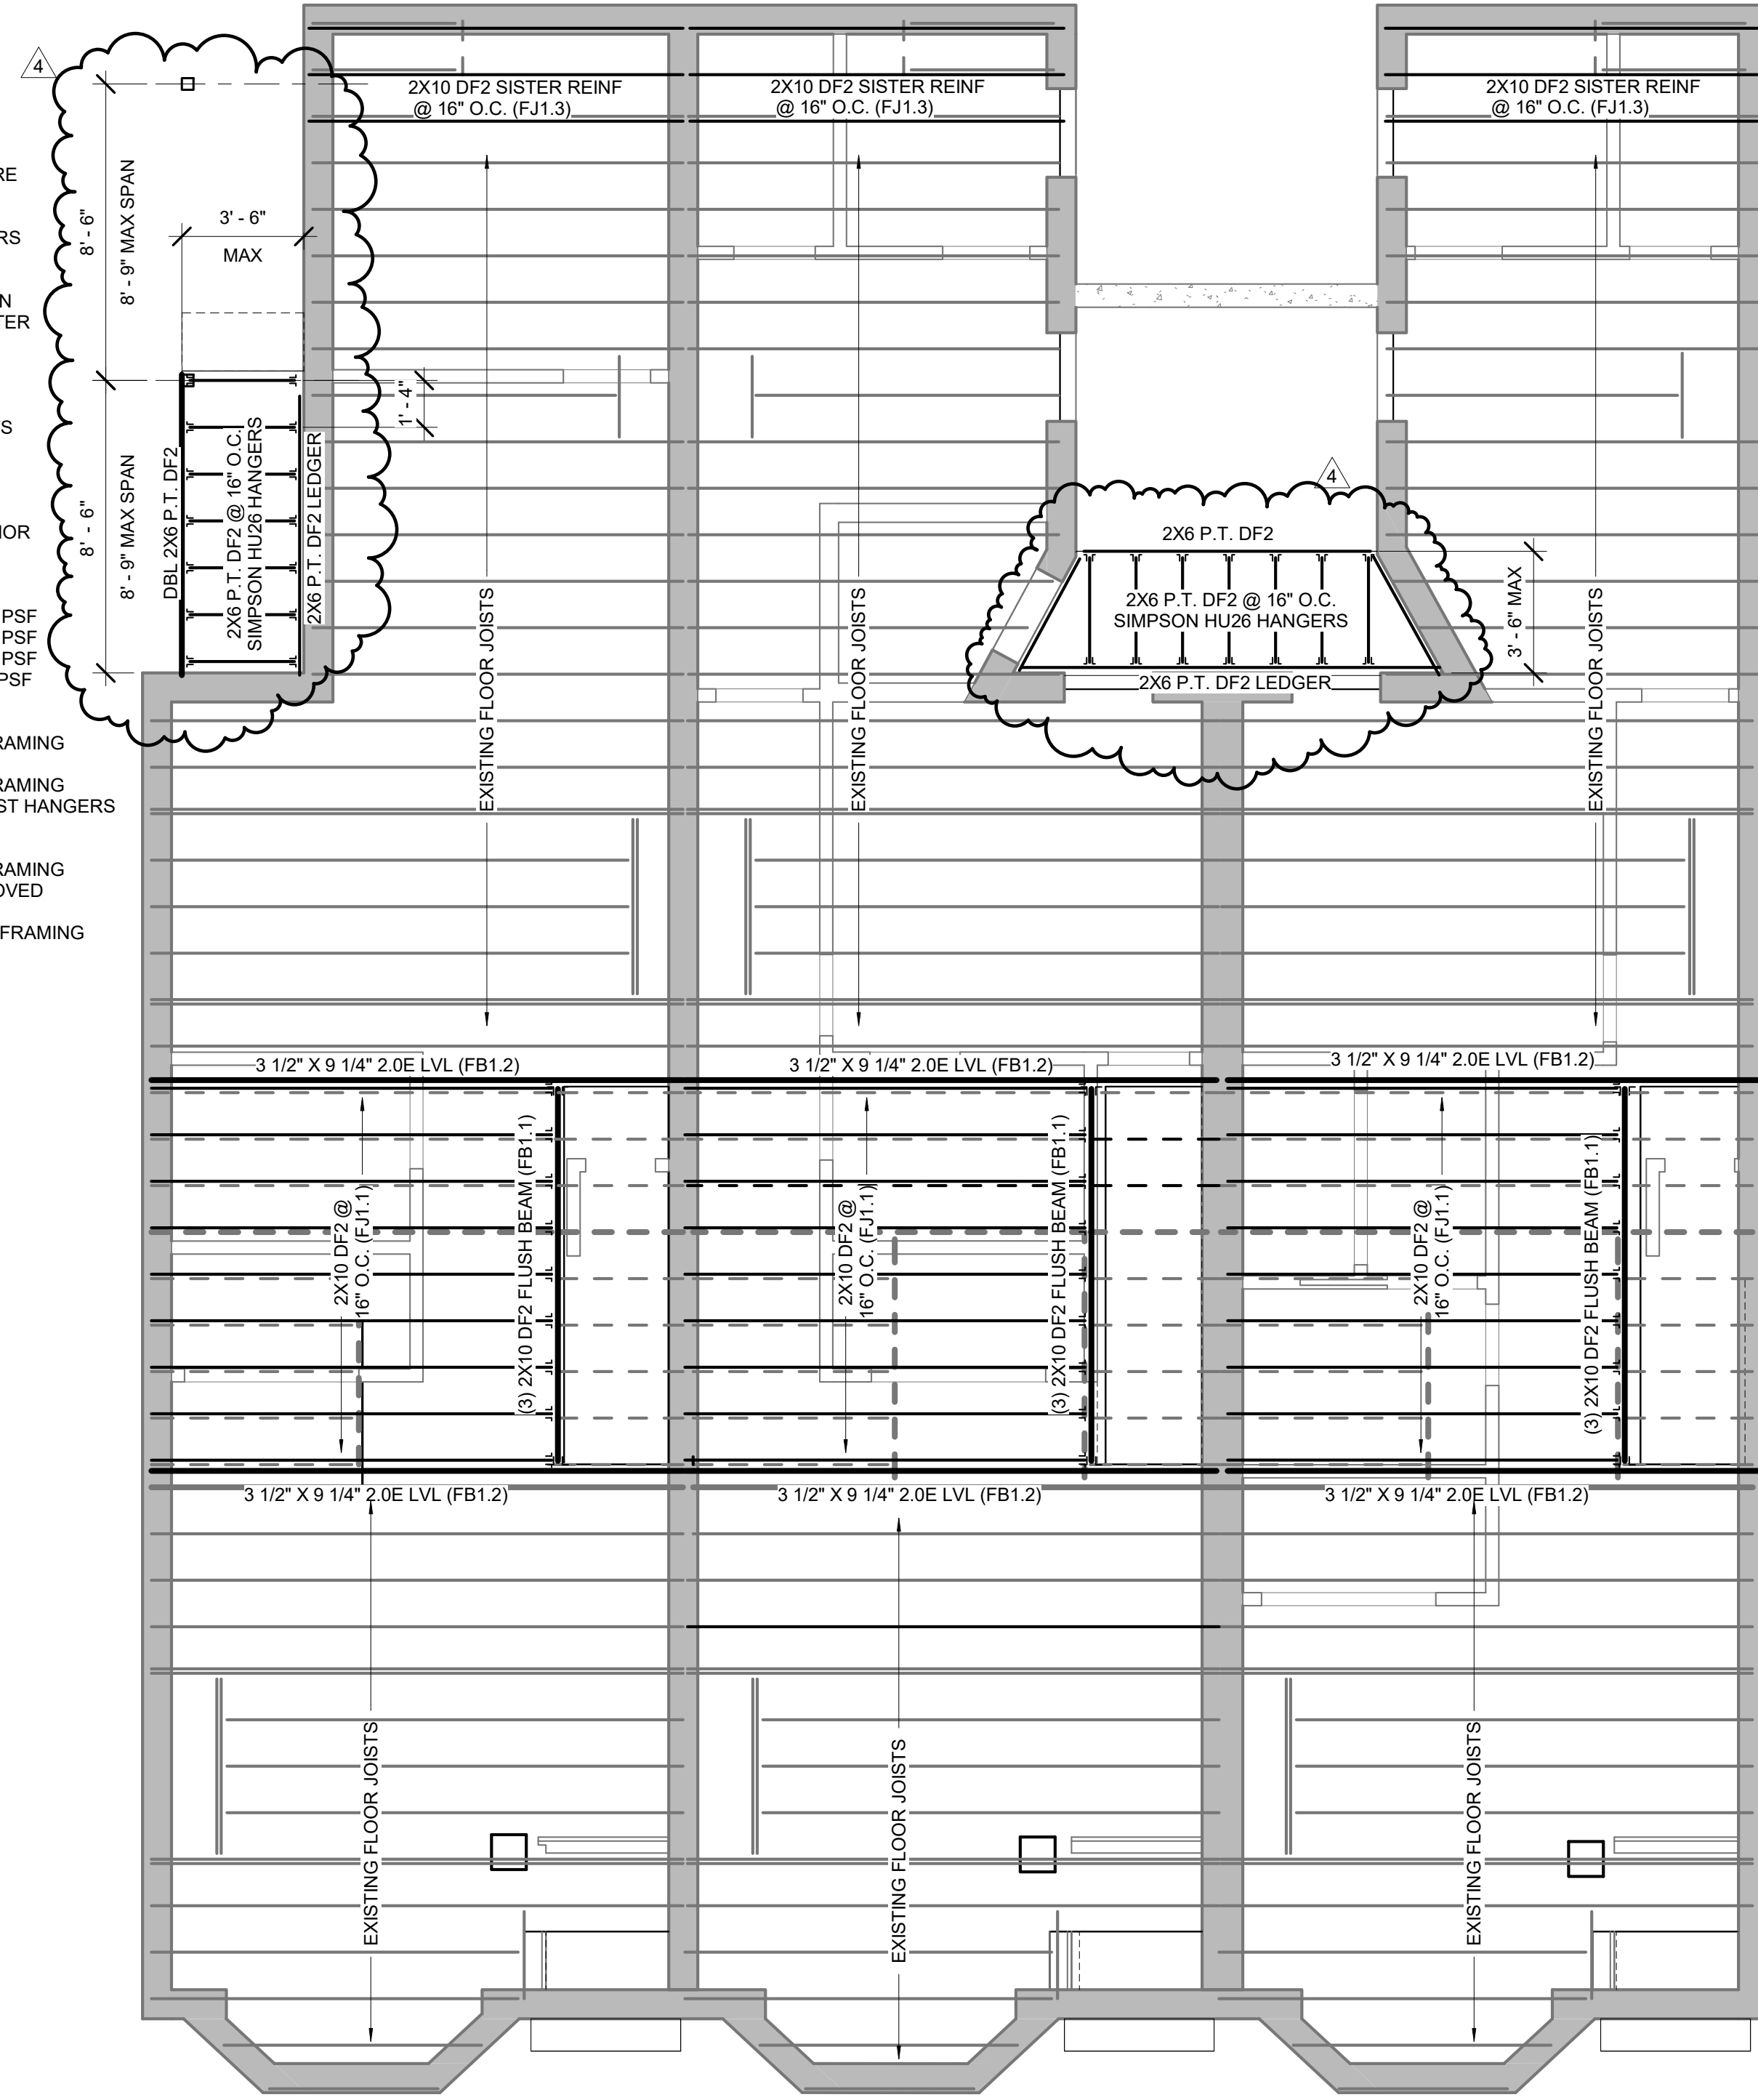 4
RE
RS
N
TER
TS
IOR
PSF
PSF
PSF
PSF
RAMING
RAMING
ST HANGERS
RAMING
OVED
FRAMING
8' - 6"
8' - 9" MAX SPAN
3' - 6"
MAX
8' - 6"
8' - 9" MAX SPAN
1' - 4"
DBL 2X6 P.T. DF2
2X6 P.T. DF2 @ 16" O.C.
SIMPSON HU26 HANGERS
2X6 P.T. DF2 LEDGER
2X10 DF2 SISTER REINF
@ 16" O.C. (FJ1.3)
2X10 DF2 SISTER REINF
@ 16" O.C. (FJ1.3)
2X10 DF2 SISTER REINF
@ 16" O.C. (FJ1.3)
4
2X6 P.T. DF2
2X6 P.T. DF2 @ 16" O.C.
SIMPSON HU26 HANGERS
2X6 P.T. DF2 LEDGER
3' - 6" MAX
EXISTING FLOOR JOISTS
EXISTING FLOOR JOISTS
EXISTING FLOOR JOISTS
3 1/2" X 9 1/4" 2.0E LVL (FB1.2)
3 1/2" X 9 1/4" 2.0E LVL (FB1.2)
3 1/2" X 9 1/4" 2.0E LVL (FB1.2)
2X10 DF2 @
16" O.C. (FJ1.1)
(3) 2X10 DF2 FLUSH BEAM (FB1.1)
2X10 DF2 @
16" O.C. (FJ1.1)
(3) 2X10 DF2 FLUSH BEAM (FB1.1)
2X10 DF2 @
16" O.C. (FJ1.1)
(3) 2X10 DF2 FLUSH BEAM (FB1.1)
3 1/2" X 9 1/4" 2.0E LVL (FB1.2)
3 1/2" X 9 1/4" 2.0E LVL (FB1.2)
3 1/2" X 9 1/4" 2.0E LVL (FB1.2)
EXISTING FLOOR JOISTS
EXISTING FLOOR JOISTS
EXISTING FLOOR JOISTS